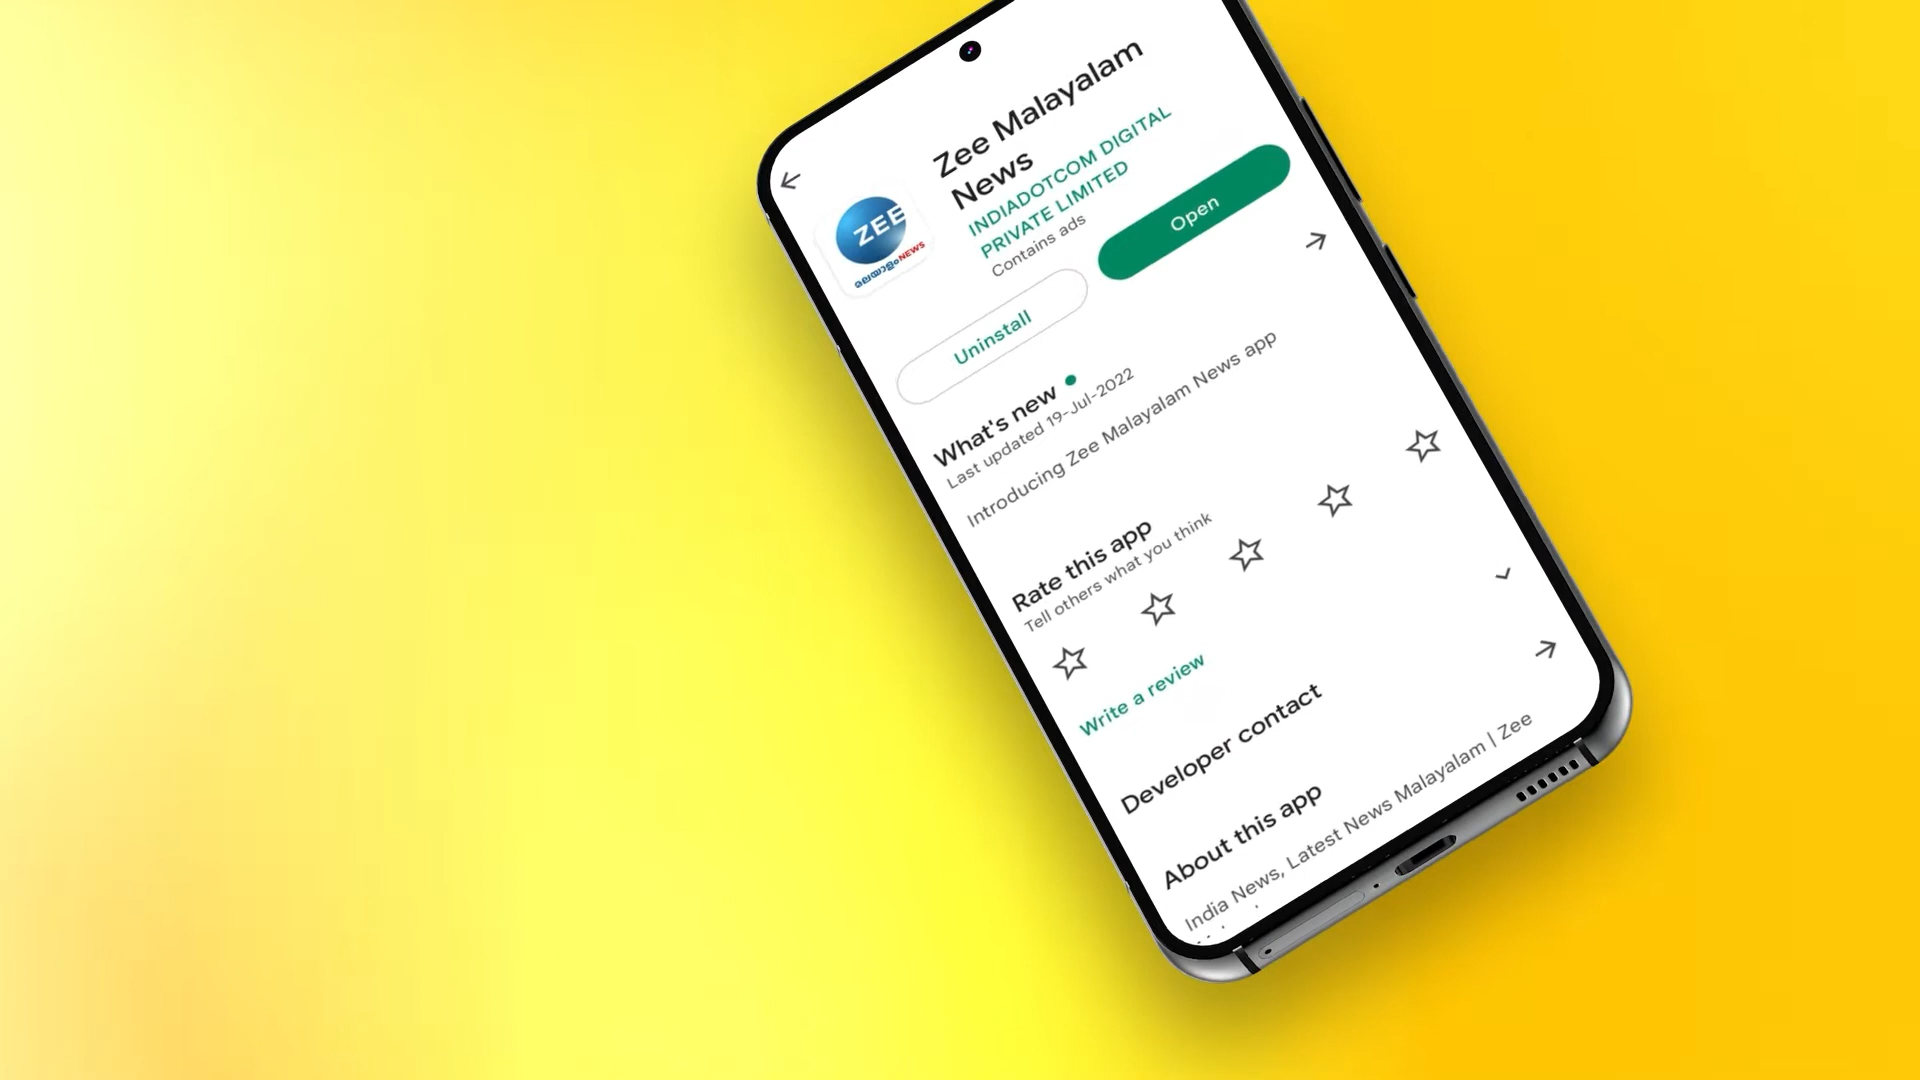 Zee Malayalam
News
INDIADOTCOM DIGITAL
PRIVATE LIMITED
Contains ads
ZEE
മലയാളംNEWS
Uninstall
Open
What's new
Last updated 19-Jul-2022
Introducing Zee Malayalam News app
Rate this app
Tell others what you think
Write a review
Developer contact
About this app
India News, Latest News Malayalam | Zee